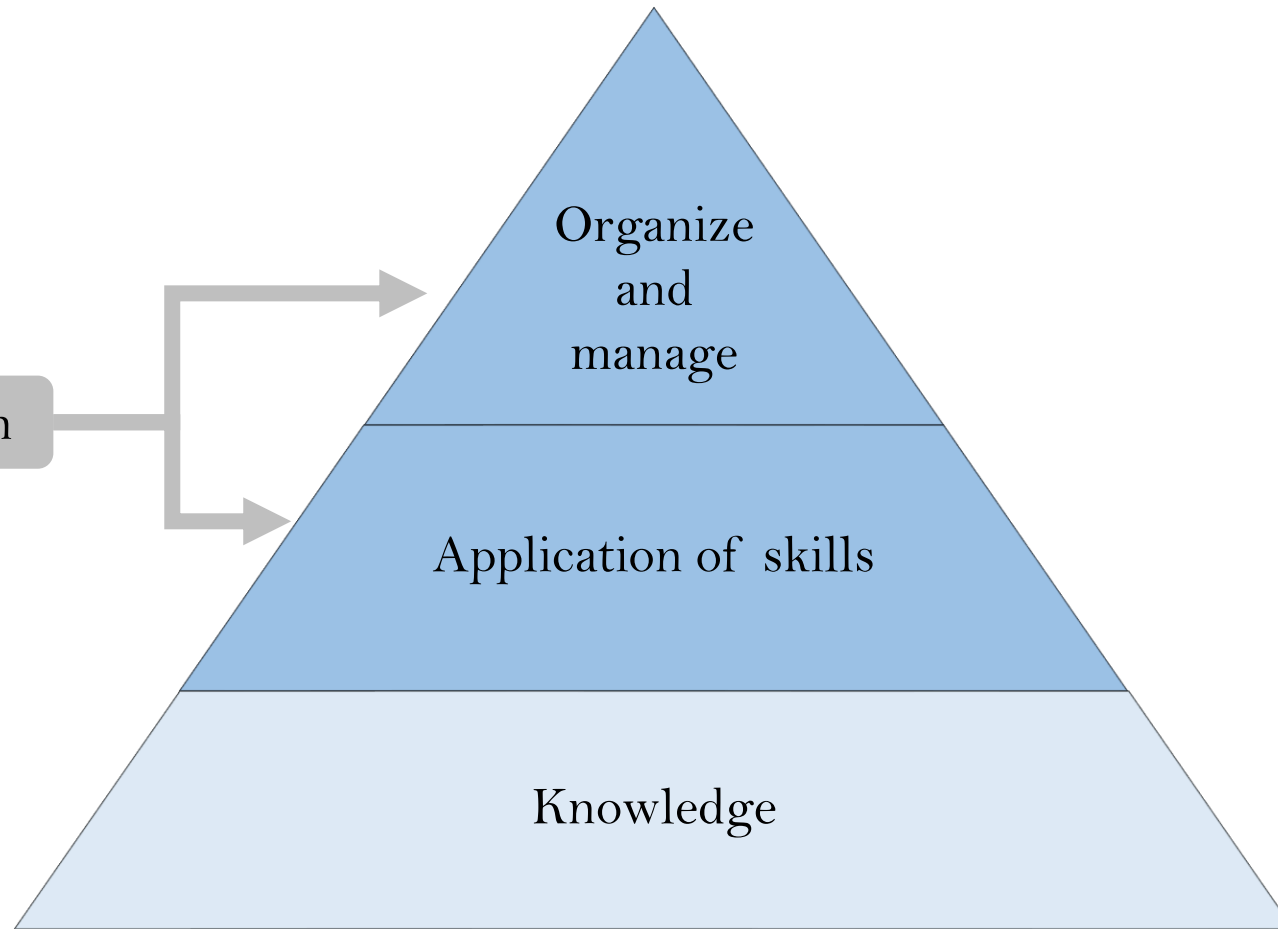 Organize
and
manage
Application of skills
Knowledge